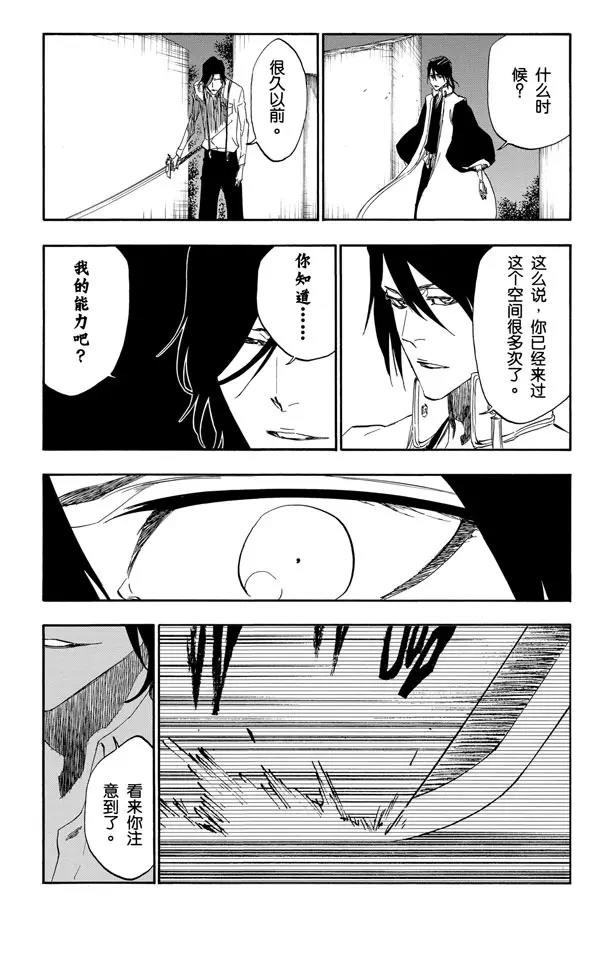 什么时
候？
很久以前。
这么说，你已经来过
这个空间很多次了。
你知道……
我的能力吧？
看来你注
意到了。